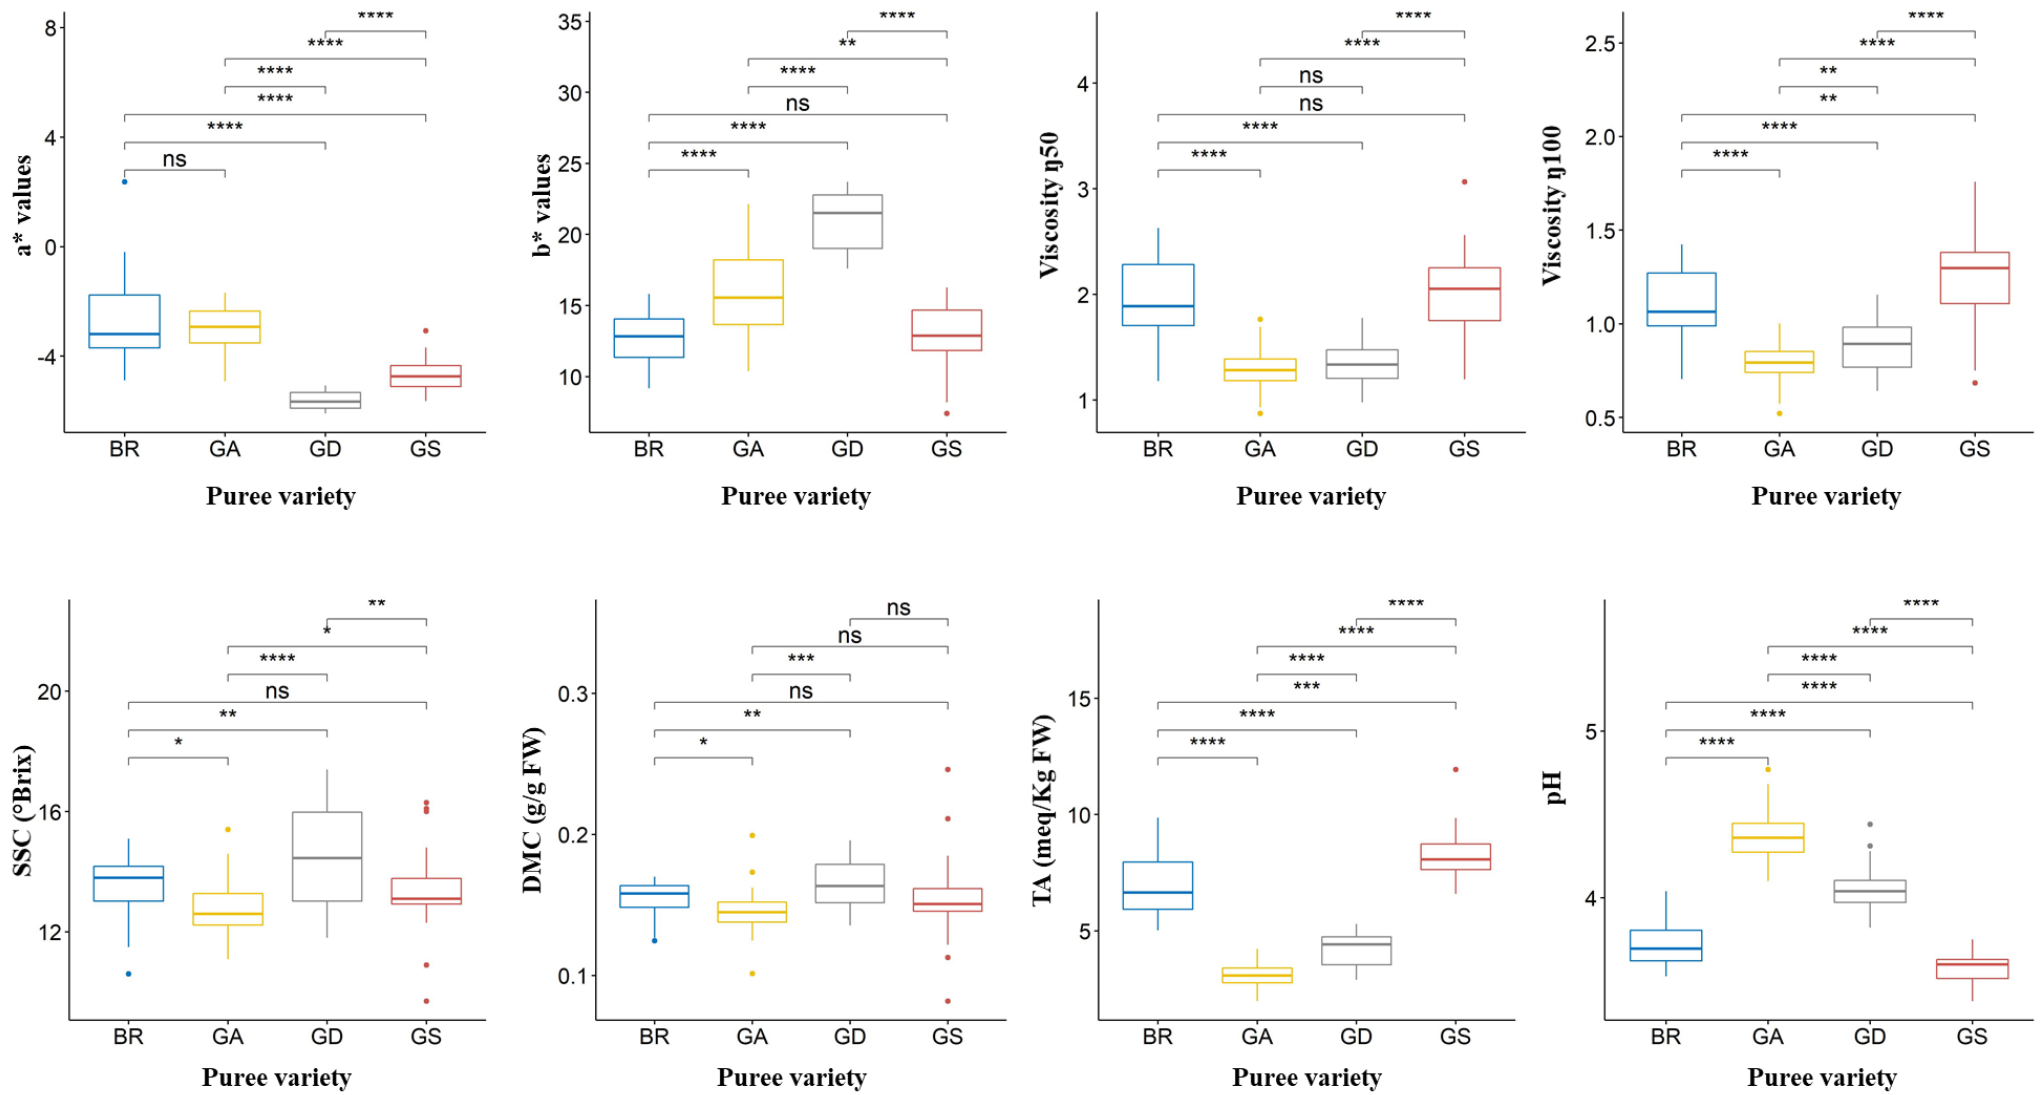 a* values
8
4
0
-4
****
****
****
****
****
ns
BR GA GD GS
Puree variety
b* values
35
30
25
20
15
10
****
**
****
ns
****
****
BR GA GD GS
Puree variety
Viscosity ŋ50
4
3
2
1
****
****
ns
ns
****
****
BR GA GD GS
Puree variety
Viscosity ŋ100
2.5
2.0
1.5
1.0
0.5
****
****
**
**
****
****
BR GA GD GS
Puree variety
SSC (°Brix)
20
16
12
**
*
****
ns
**
*
BR GA GD GS
Puree variety
DMC (g/g FW)
0.3
0.2
0.1
ns
ns
***
ns
**
*
BR GA GD GS
Puree variety
TA (meq/Kg FW)
15
10
5
****
****
****
***
****
****
BR GA GD GS
Puree variety
pH
5
4
****
****
****
****
****
****
BR GA GD GS
Puree variety